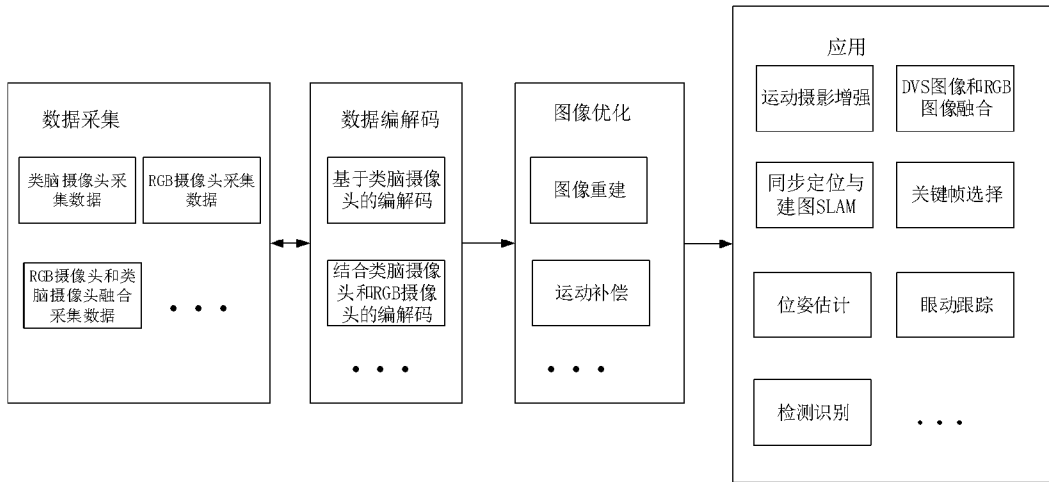 数据采集
类脑摄像头采
集数据
RGB摄像头采集
数据
RGB摄像头和类
脑摄像头融合
采集数据
数据编解码
基于类脑摄像
头的编解码
结合类脑摄像
头和RGB摄像
头的编解码
图像优化
图像重建
运动补偿
应用
运动摄影增强
DVS图像和RGB
图像融合
同步定位与
建图SLAM
关键帧选择
位姿估计
眼动跟踪
检测识别